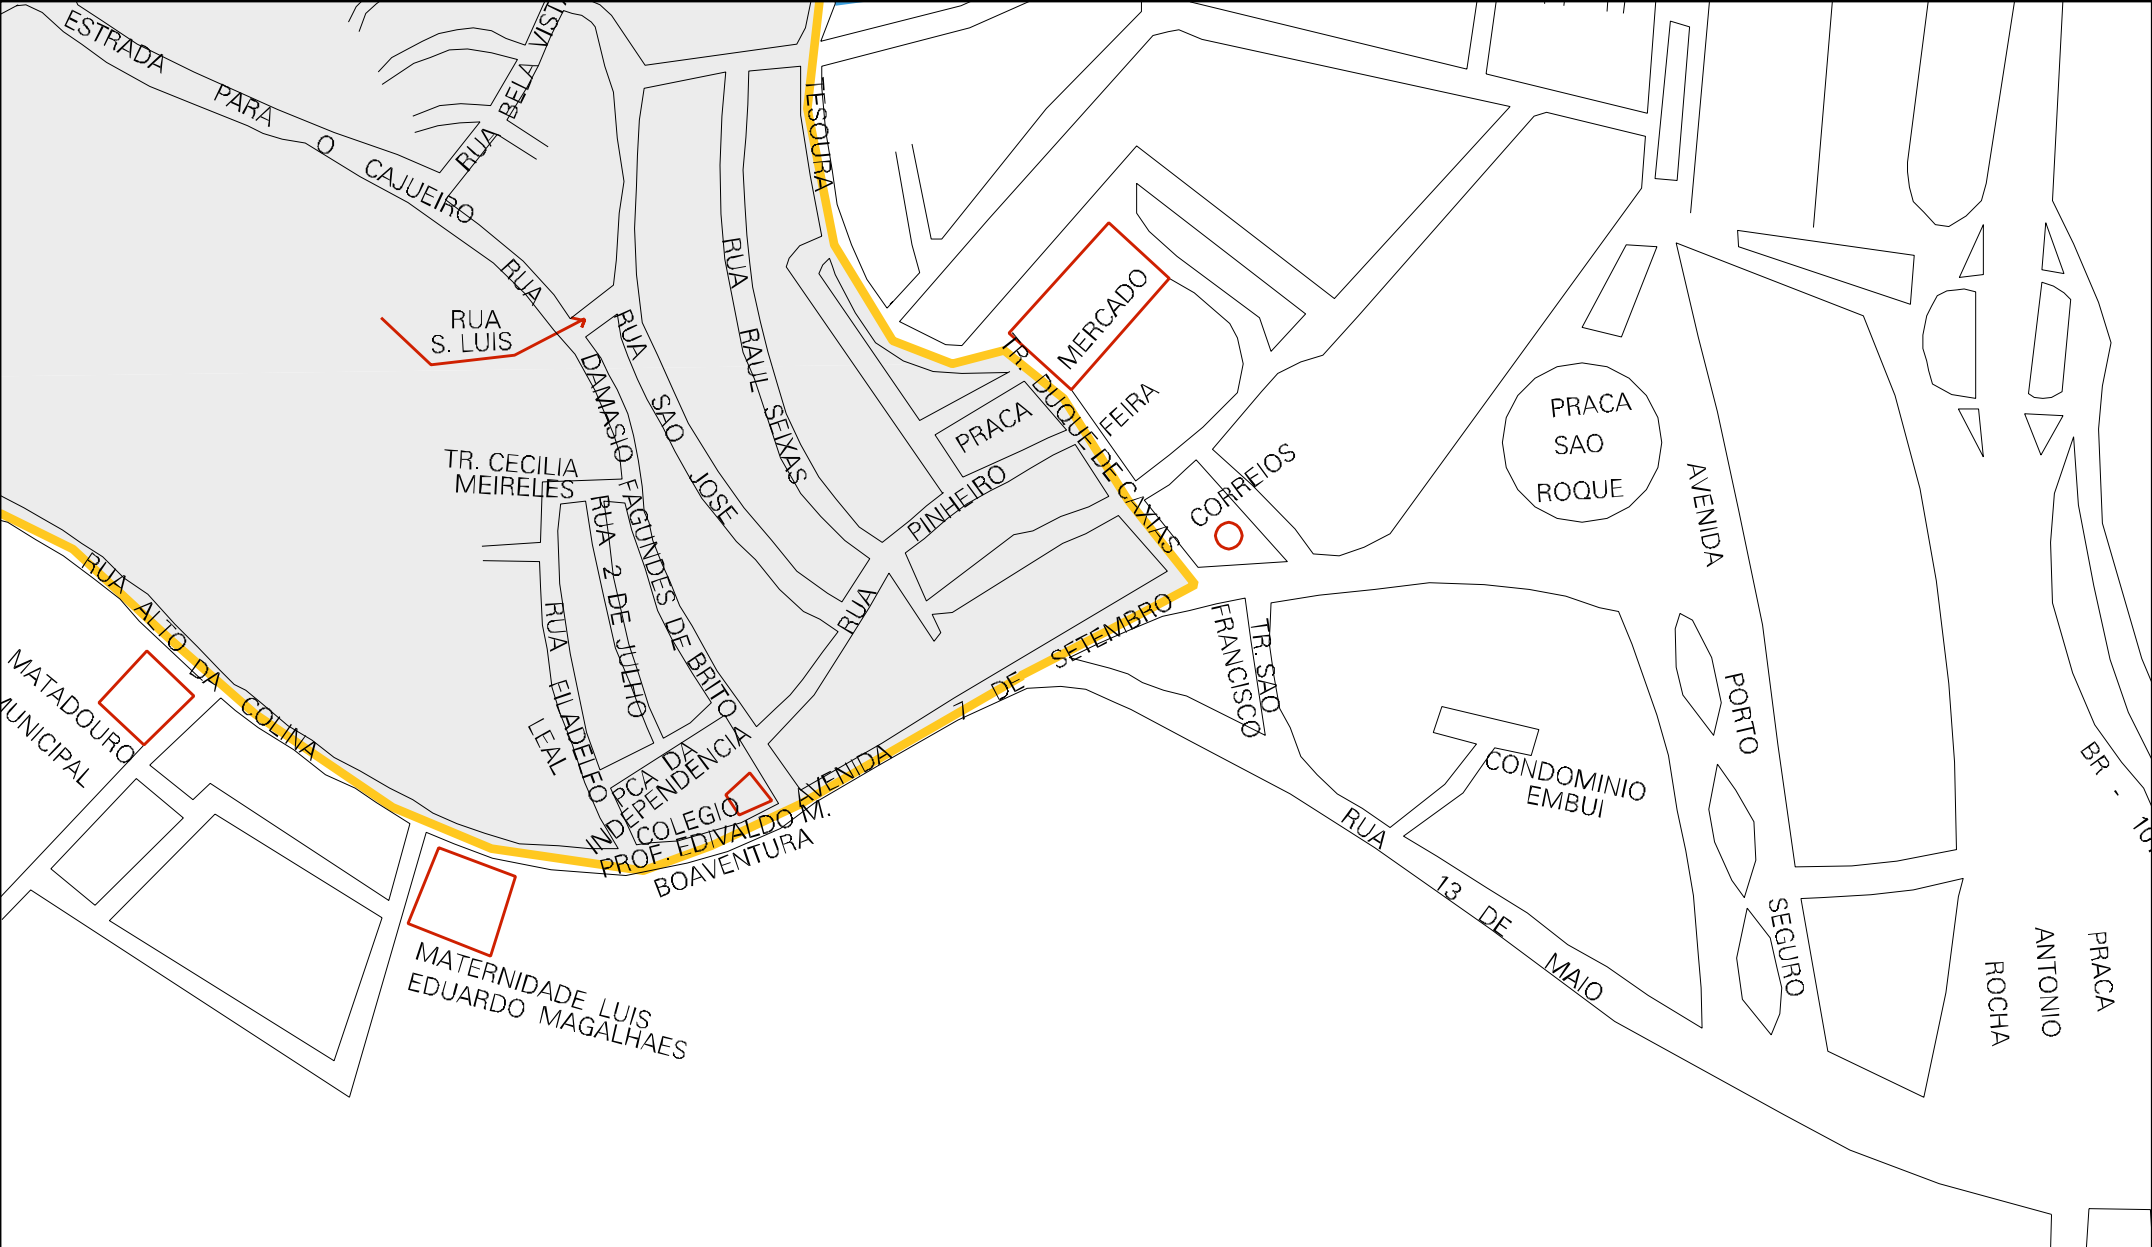 ESTRADA PARA O CAJUEIRO
RUA BELA VIST
TESOURA
RUA
S. LUIS
RUA DAMASIO FAGUNDES DE BRITO
RUA SAO JOSE
RUA RAUL SEIXAS
MERCADO
FEIRA
TR. DUQUE DE CAXIAS
PRACA
RUA PINHEIRO
CORREIOS
PRACA
SAO
ROQUE
TR. CECILIA
MEIRELES
RUA 2 DE JULHO
RUA FILADELFO
LEAL
RUA ALTO DA COLINA
MATADOURO
MUNICIPAL
PCA DA
INDEPENDENCIA
COLEGIO
PROF. EDIVALDO M.
BOAVENTURA
AVENIDA 7 DE SETEMBRO
TR. SAO
FRANCISCO
AVENIDA PORTO SEGURO
CONDOMINIO
EMBUI
RUA 13 DE MAIO
MATERNIDADE LUIS
EDUARDO MAGALHAES
BR - 10
PRACA
ANTONIO
ROCHA